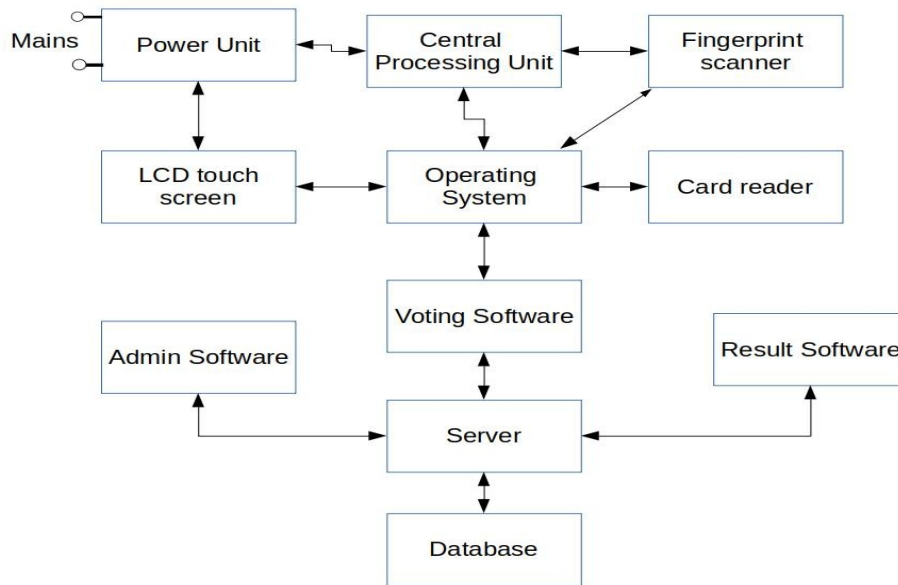 Mains
Power Unit
Central
Processing Unit
Fingerprint
scanner
LCD touch
screen
Operating
System
Card reader
Voting Software
Admin Software
Result Software
Server
Database